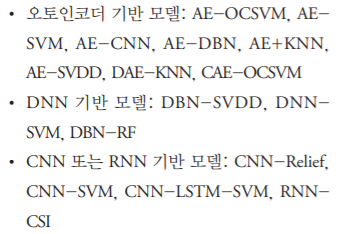 • 오토인코더 기반 모델: AE-OCSVM, AE-
SVM, AE-CNN, AE-DBN, AE+KNN,
AE-SVDD, DAE-KNN, CAE-OCSVM
• DNN 기반 모델: DBN-SVDD, DNN-
SVM, DBN-RF
• CNN 또는 RNN 기반 모델: CNN-Relief,
CNN-SVM, CNN-LSTM-SVM, RNN-
CSI